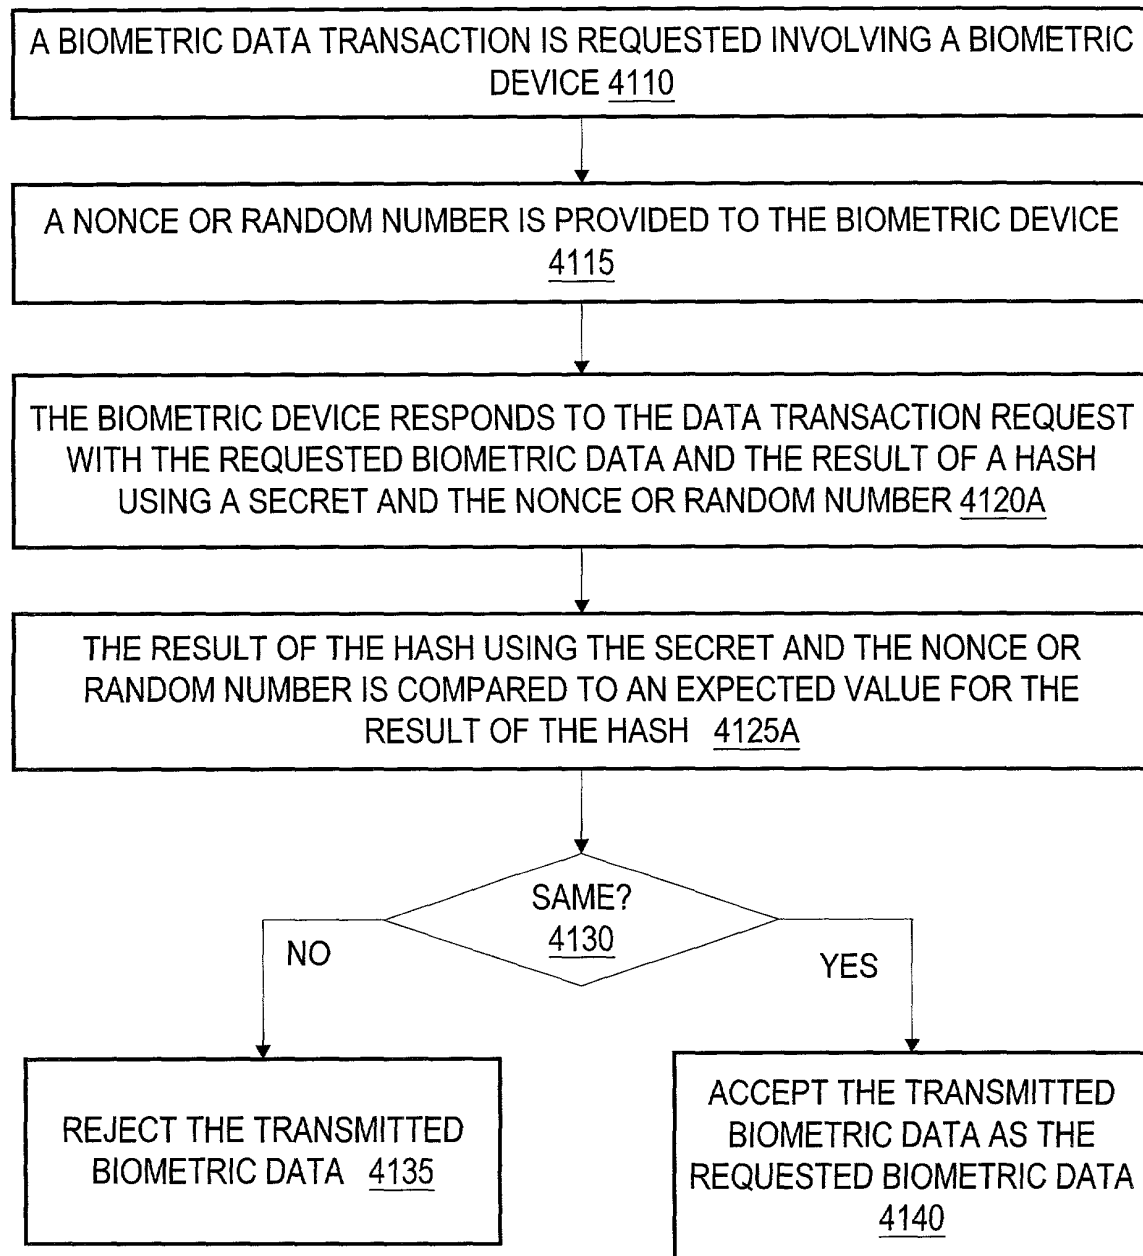 A BIOMETRIC DATA TRANSACTION IS REQUESTED INVOLVING A BIOMETRIC
DEVICE 4110
A NONCE OR RANDOM NUMBER IS PROVIDED TO THE BIOMETRIC DEVICE
4115
THE BIOMETRIC DEVICE RESPONDS TO THE DATA TRANSACTION REQUEST
WITH THE REQUESTED BIOMETRIC DATA AND THE RESULT OF A HASH
USING A SECRET AND THE NONCE OR RANDOM NUMBER 4120A
THE RESULT OF THE HASH USING THE SECRET AND THE NONCE OR
RANDOM NUMBER IS COMPARED TO AN EXPECTED VALUE FOR THE
RESULT OF THE HASH 4125A
SAME?
4130
NO
YES
REJECT THE TRANSMITTED
BIOMETRIC DATA 4135
ACCEPT THE TRANSMITTED
BIOMETRIC DATA AS THE
REQUESTED BIOMETRIC DATA
4140